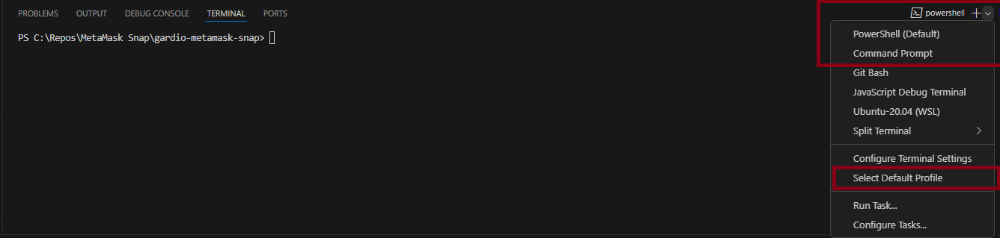 PROBLEMS OUTPUT DEBUG CONSOLE TERMINAL PORTS powershell
PS C:\Repos\MetaMask Snap\gardio-metamask-snap>
PowerShell (Default)
Command Prompt
Git Bash
JavaScript Debug Terminal
Ubuntu-20.04 (WSL)
Split Terminal
Configure Terminal Settings
Select Default Profile
Run Task...
Configure Tasks...